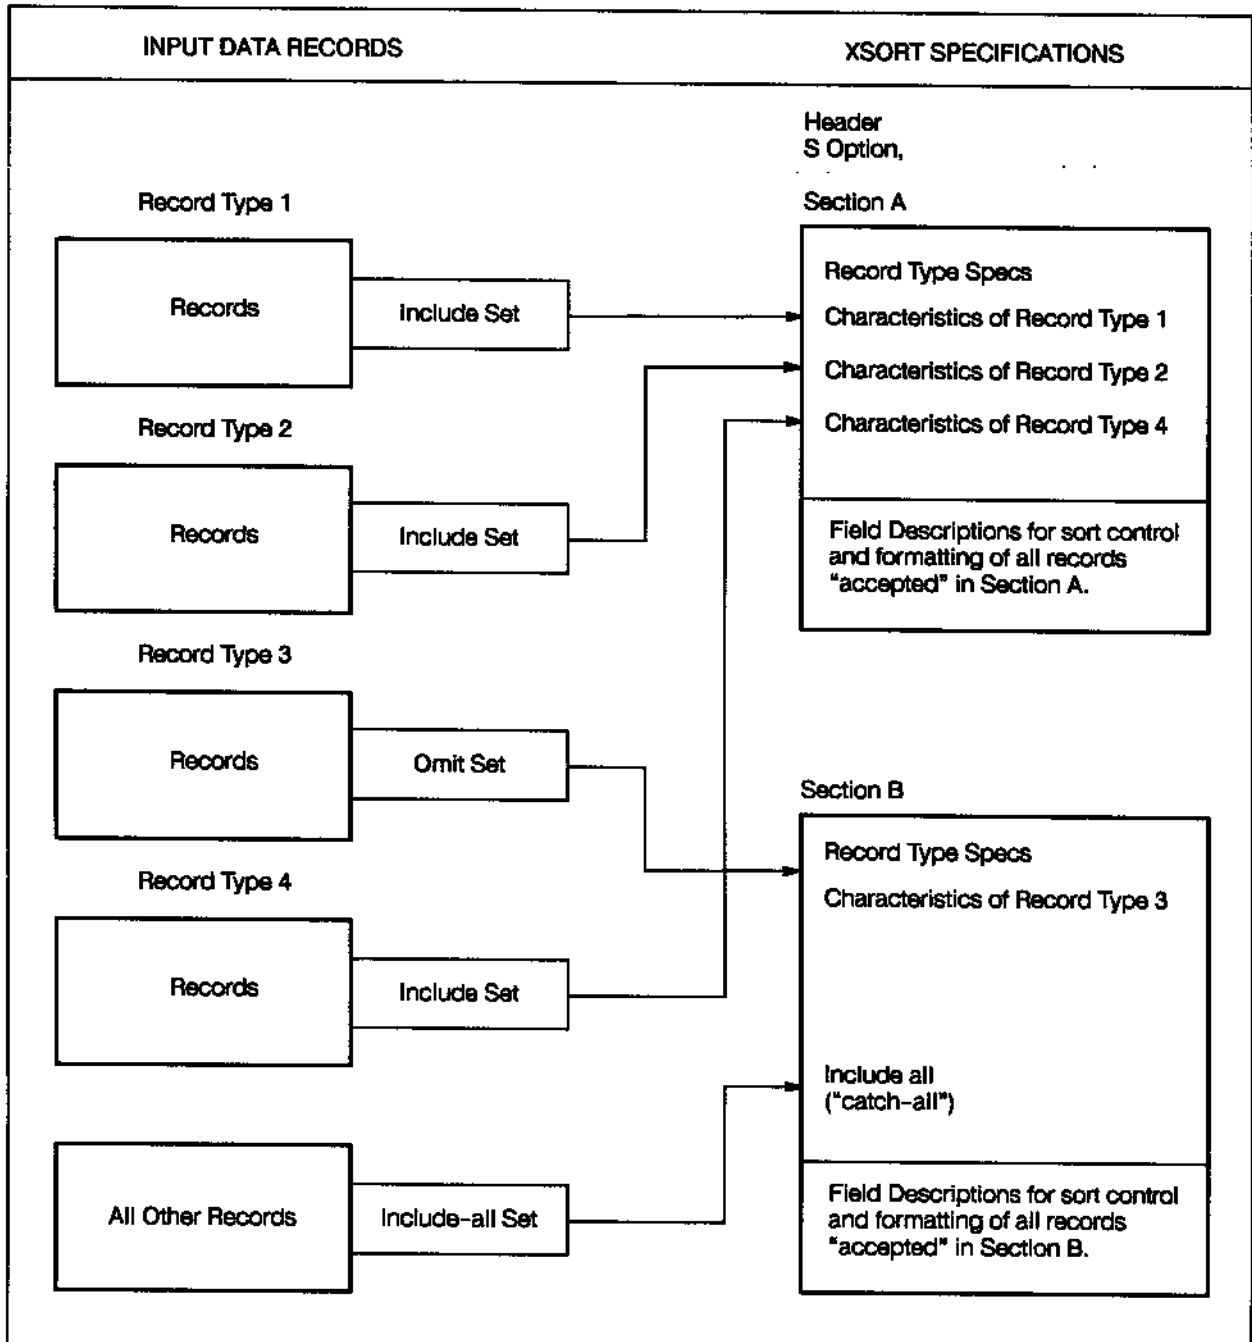 INPUT DATA RECORDS
XSORT SPECIFICATIONS
Header
S Option,
Record Type 1
Records
Include Set
Record Type 2
Records
Include Set
Record Type 3
Records
Omit Set
Record Type 4
Records
Include Set
All Other Records
Include-all Set
Section A
Record Type Specs
Characteristics of Record Type 1
Characteristics of Record Type 2
Characteristics of Record Type 4
Field Descriptions for sort control
and formatting of all records
"accepted" in Section A.
Section B
Record Type Specs
Characteristics of Record Type 3
Include all
("catch-all")
Field Descriptions for sort control
and formatting of all records
"accepted" in Section B.